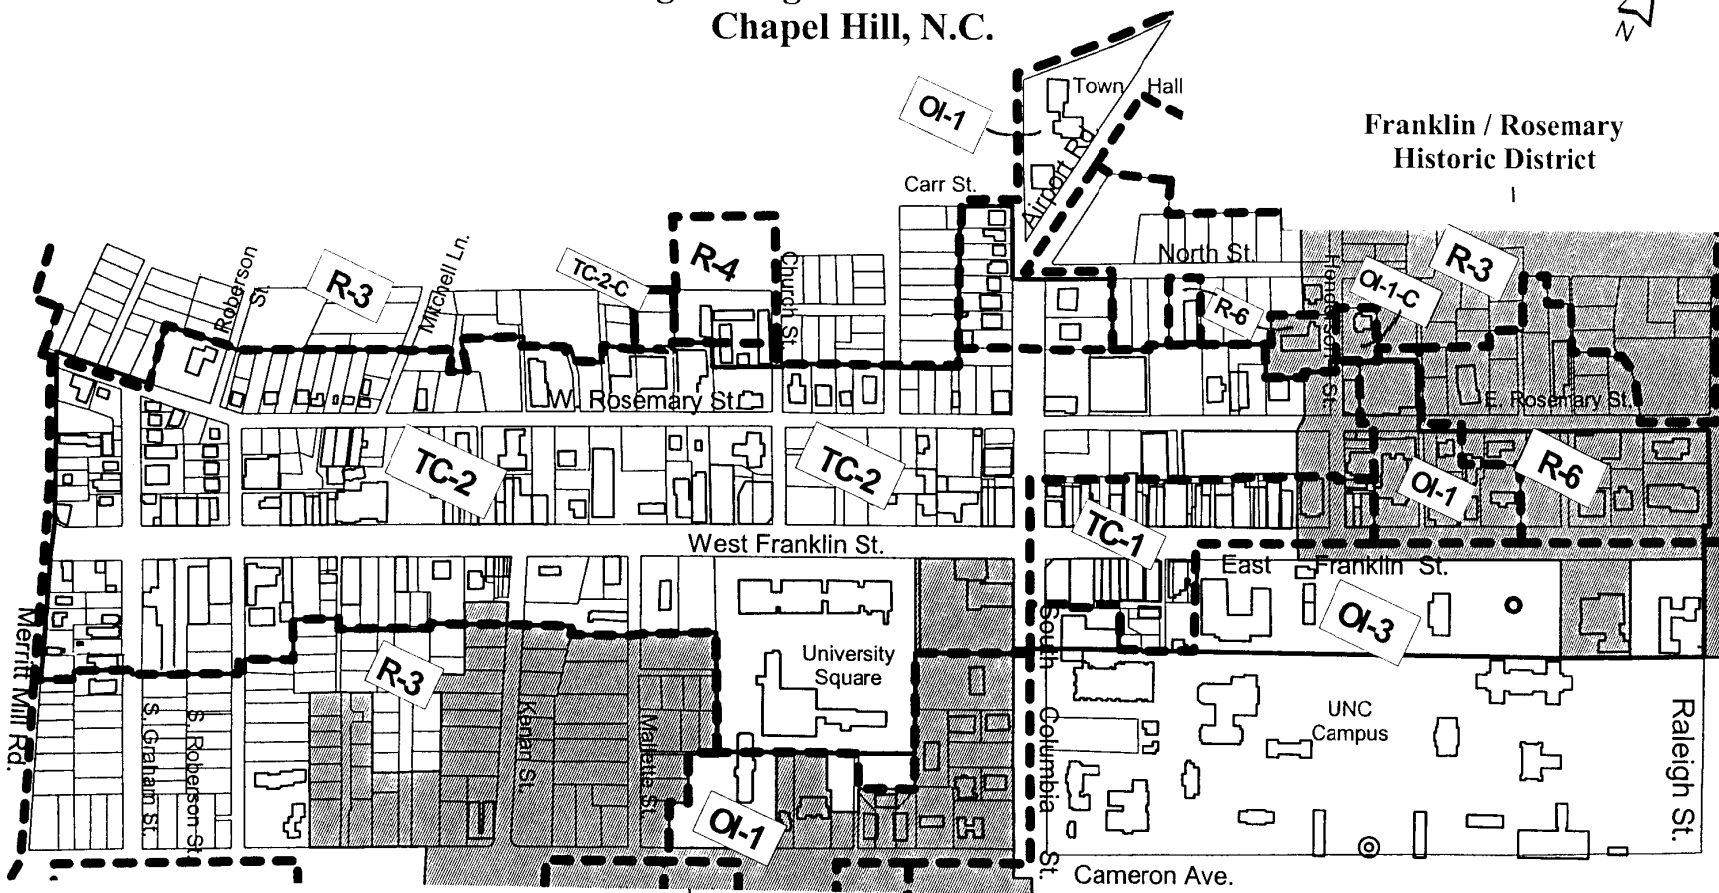 Chapel Hill, N.C.
N
Town Hall
OI-1
Franklin / Rosemary
Historic District
Airport Rd.
Carr St.
North St.
Roberson
St.
R-3
Mitchell Ln.
TC-2-C
R-4
Church St.
R-6
Henderson St.
OI-1-C
R-3
W. Rosemary St.
E. Rosemary St.
TC-2
TC-2
TC-1
OI-1
R-6
West Franklin St.
East Franklin St.
OI-3
Merritt Mill Rd.
R-3
University
Square
UNC
Campus
S. Graham St.
S. Roberson St.
Kenan St.
Mallette St.
OI-1
South Columbia St.
Raleigh St.
Cameron Ave.